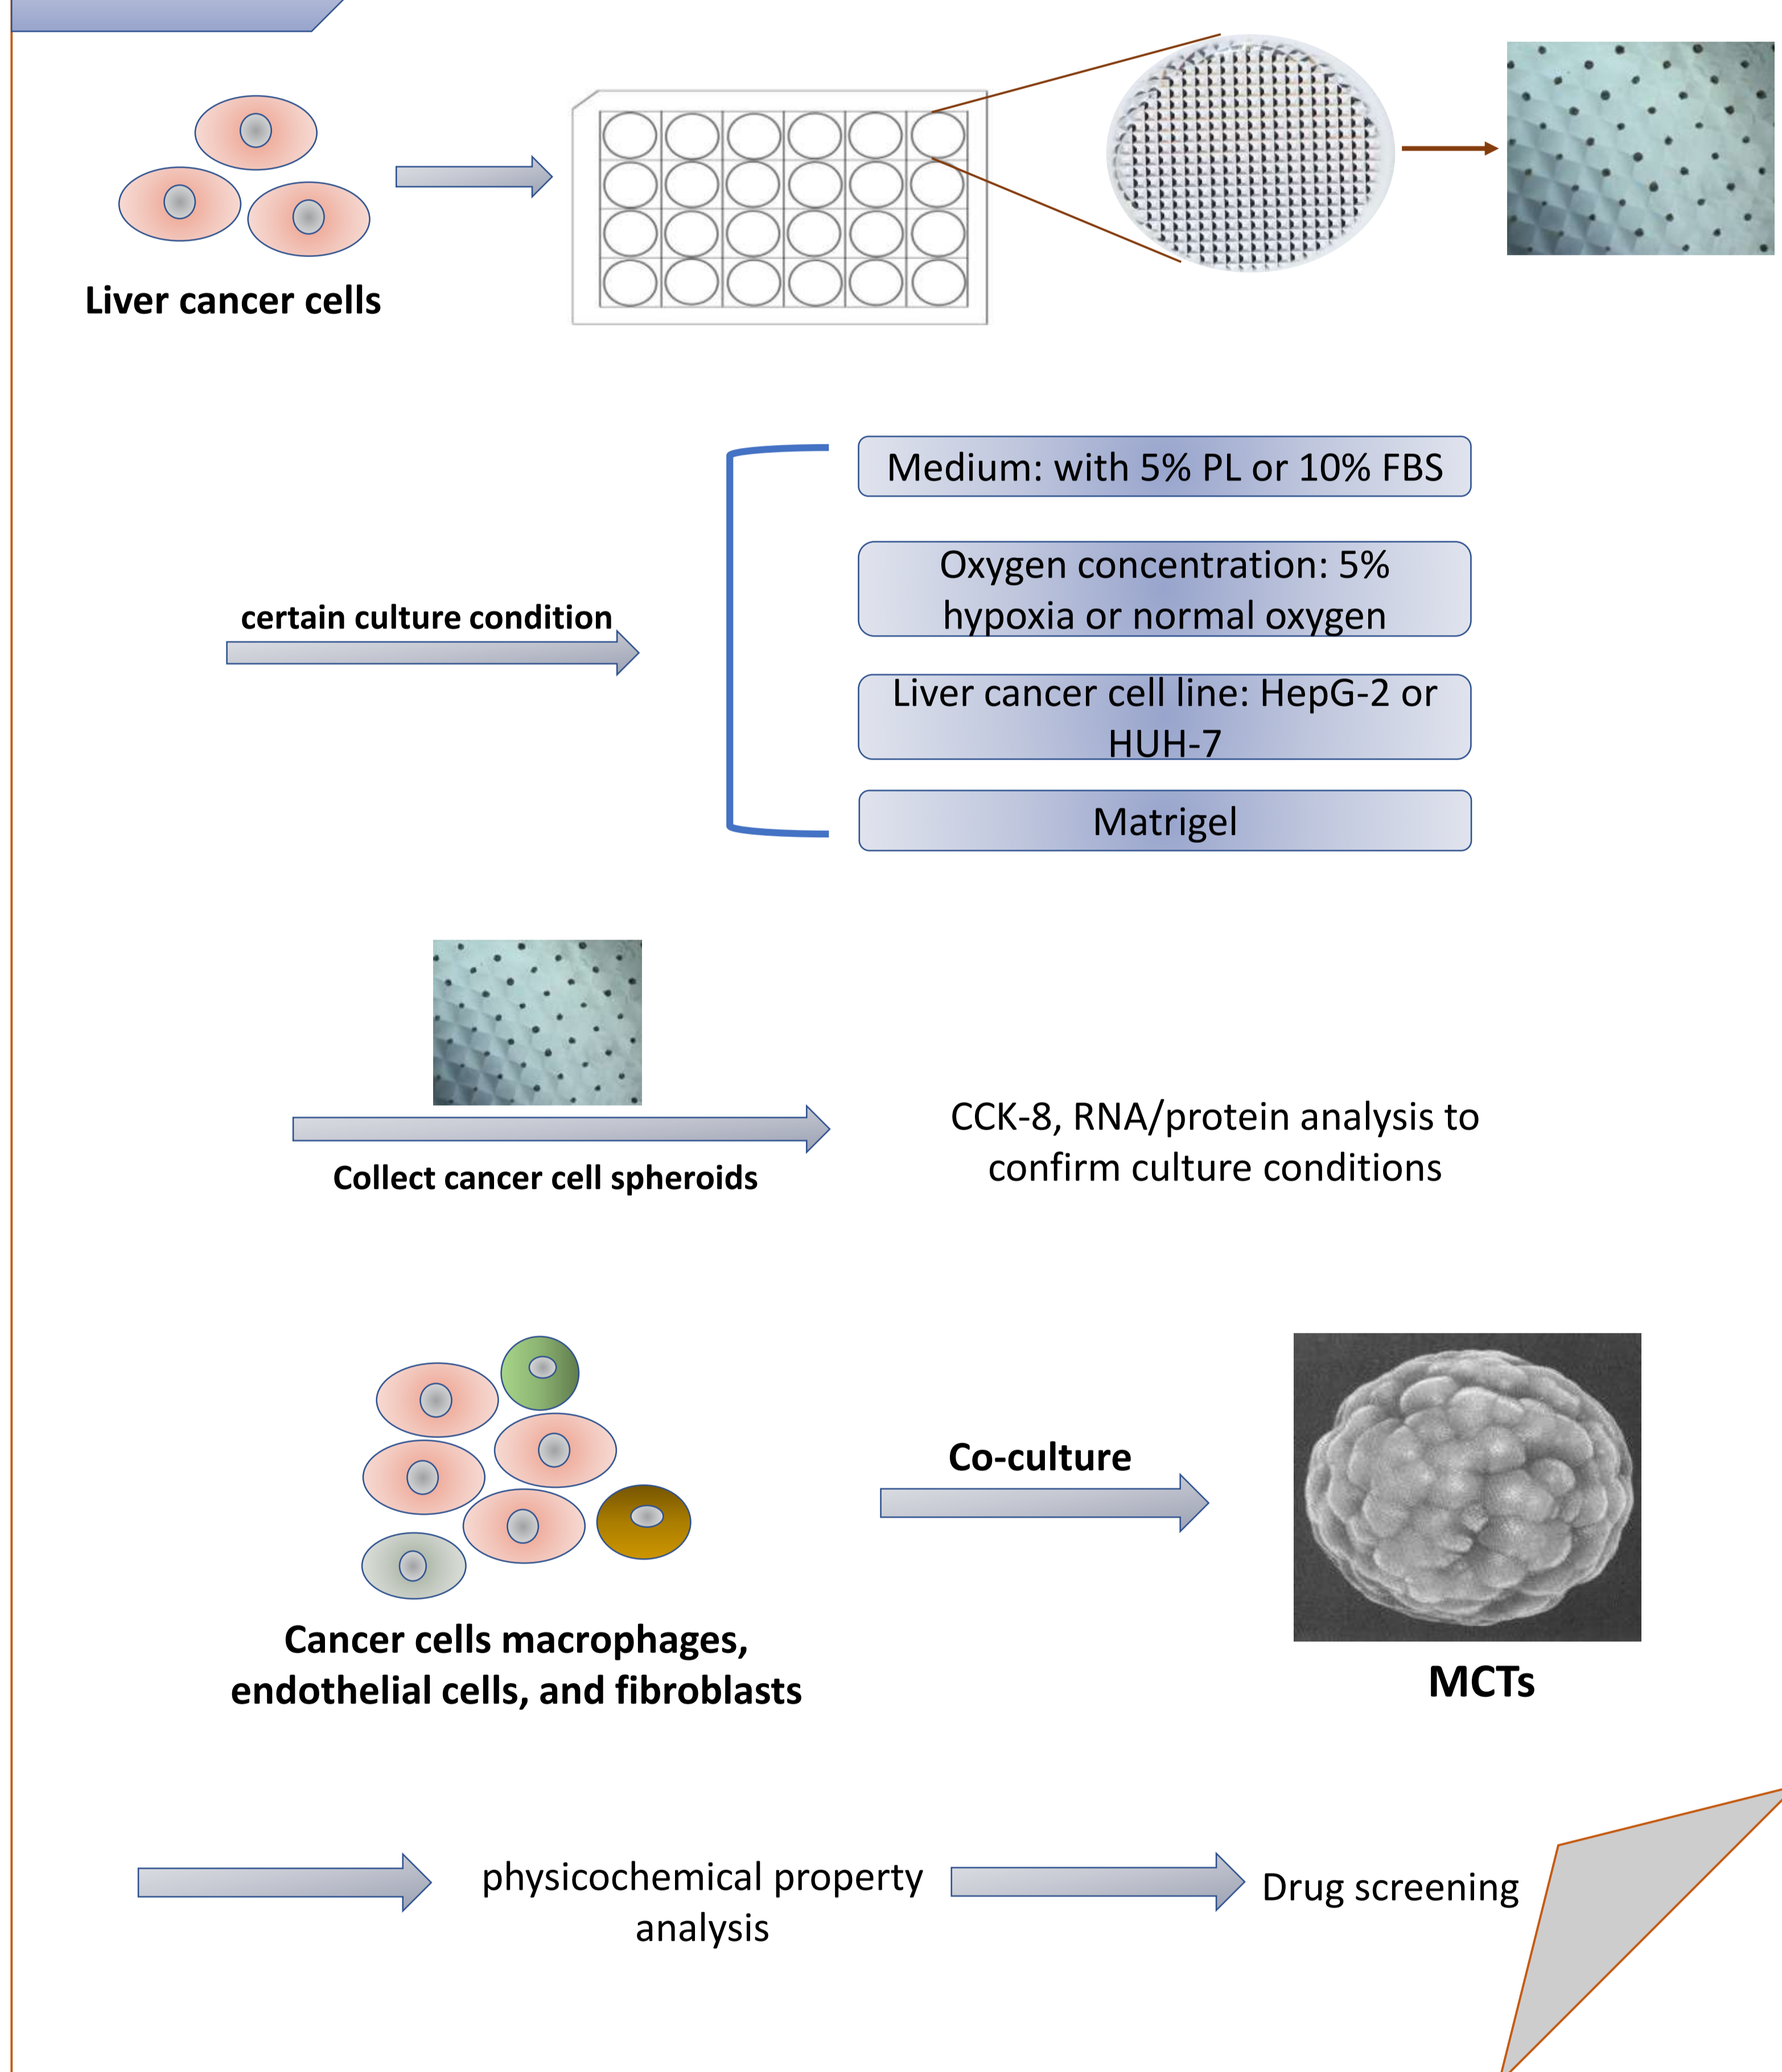 Liver cancer cells
Medium: with 5% PL or 10% FBS
Oxygen concentration: 5%
hypoxia or normal oxygen
certain culture condition
Liver cancer cell line: HepG-2 or
HUH-7
Matrigel
Collect cancer cell spheroids
CCK-8, RNA/protein analysis to
confirm culture conditions
Co-culture
Cancer cells macrophages,
endothelial cells, and fibroblasts
MCTs
physicochemical property
analysis
Drug screening